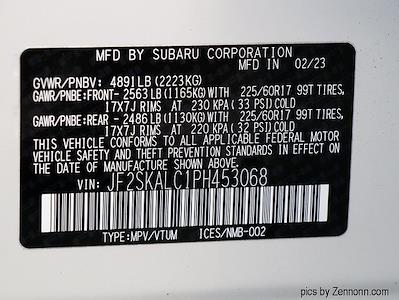 MFD BY SUBARU CORPORATION
MFD IN 02/23
GVWR/PNBV: 4891LB (2223KG)
GAWR/PNBE:FRONT- 2563 LB (1165KG) WITH 225/60R17 99T TIRES,
17X7J RIMS AT 230 KPA (33 PSI) COLD
GAWR/PNBE:REAR - 2486 LB (1130KG) WITH 225/60R17 99T TIRES,
17X7J RIMS AT 220 KPA (32 PSI) COLD
THIS VEHICLE CONFORMS TO ALL APPLICABLE FEDERAL MOTOR
VEHICLE SAFETY AND THEFT PREVENTION STANDARDS IN EFFECT ON
THE DATE OF MANUFACTURE SHOWN ABOVE.
VIN: JF2SKALC1PH453068
TYPE:MPV/VTUM ICES/NMB-002
pics by Zennonn.com